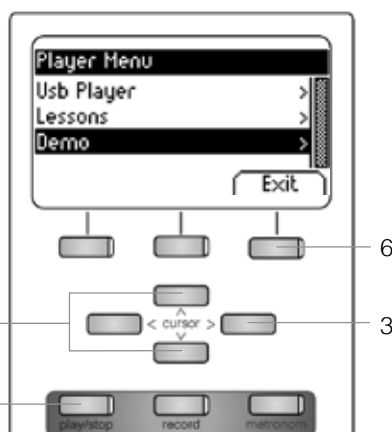 Player Menu
Usb Player >
Lessons >
Demo >
Exit
6
< cursor >
3
play/stop record metronom